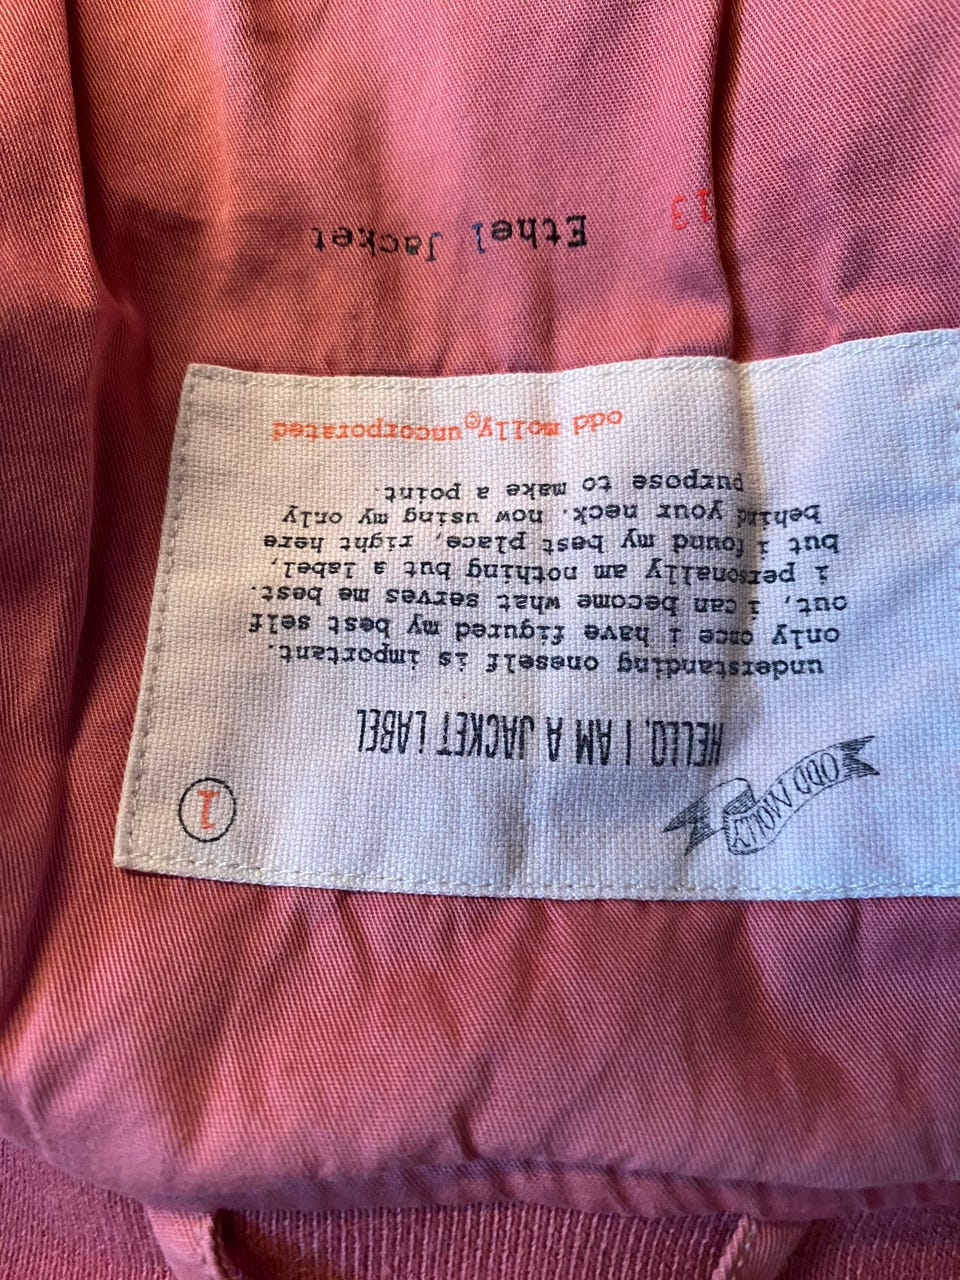 ODD MOLLY
1
HELLO, I AM A JACKET LABEL
understanding oneself is important.
only once i have figured my best self
out, i can become what serves me best.
i personally am nothing but a label,
but i found my best place, right here
behind your neck. now using my only
purpose to make a point.
odd molly©uncorporated
13
Ethel Jacket